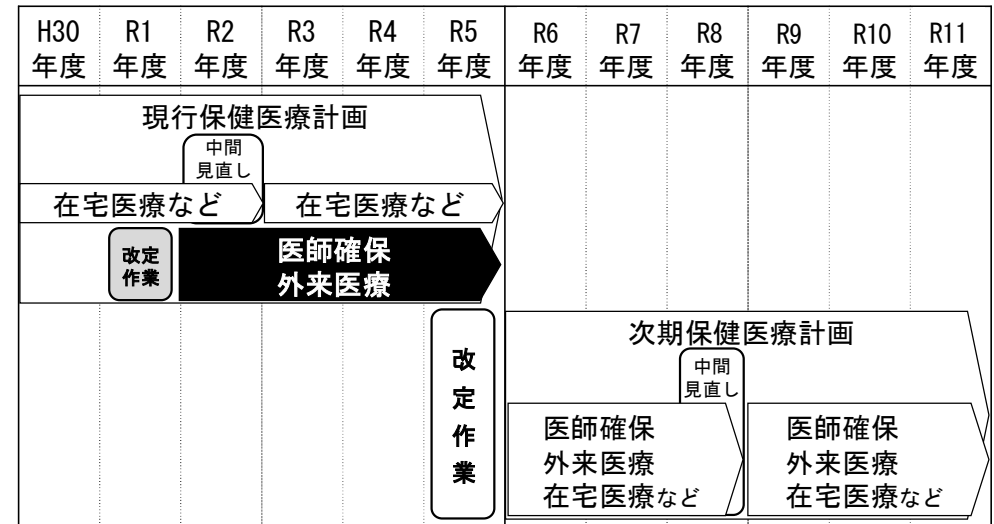 H30 R1 R2 R3 R4 R5 R6 R7 R8 R9 R10 R11
年度 年度 年度 年度 年度 年度 年度 年度 年度 年度 年度 年度
現行保健医療計画
中間
見直し
在宅医療など 在宅医療など
改定
作業
医師確保
外来医療
改
定
作
業
次期保健医療計画
中間
見直し
医師確保
外来医療
在宅医療など
医師確保
外来医療
在宅医療など